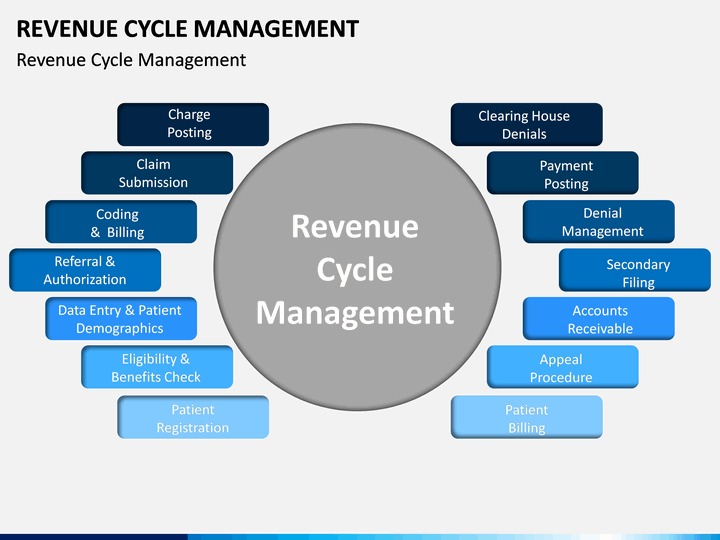 REVENUE CYCLE MANAGEMENT
Revenue Cycle Management
Charge
Posting
Claim
Submission
Coding
& Billing
Referral &
Authorization
Data Entry & Patient
Demographics
Eligibility &
Benefits Check
Patient
Registration
Revenue
Cycle
Management
Clearing House
Denials
Payment
Posting
Denial
Management
Secondary
Filing
Accounts
Receivable
Appeal
Procedure
Patient
Billing